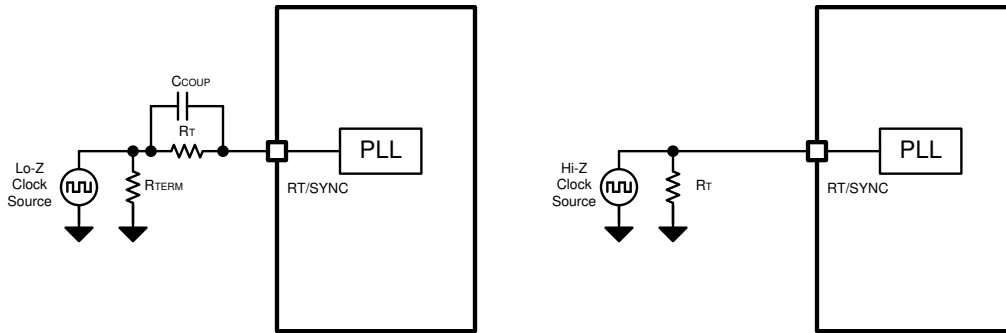 CCOUP
RT
PLL
Lo-Z
Clock
Source
RTERM
RT/SYNC
PLL
Hi-Z
Clock
Source
RT
RT/SYNC